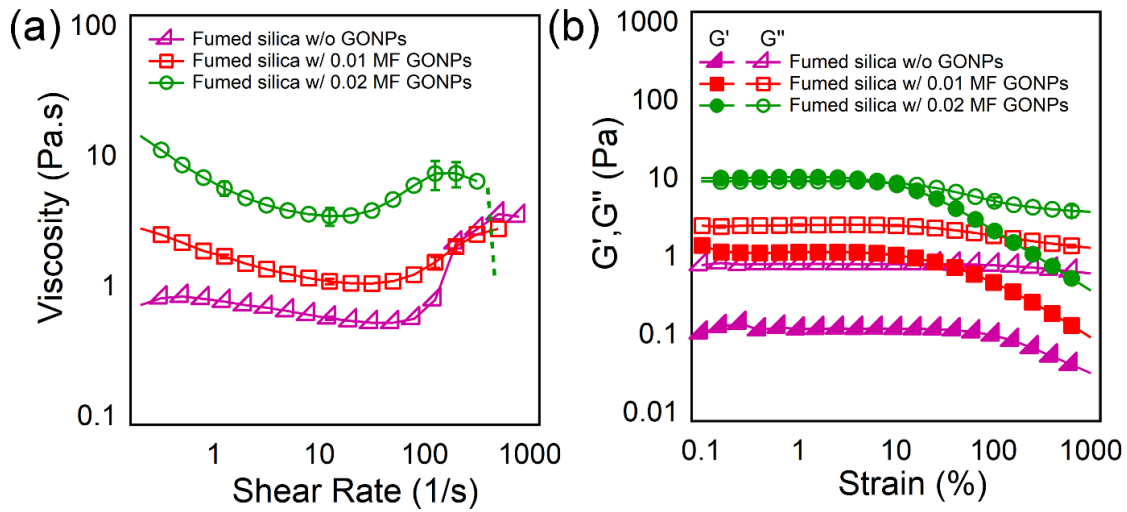 (a)
100
10
1
0.1
Viscosity (Pa.s)
Fumed silica w/o GONPs
Fumed silica w/ 0.01 MF GONPs
Fumed silica w/ 0.02 MF GONPs
1 10 100 1000
Shear Rate (1/s)
(b)
1000
100
10
1
0.1
0.01
G',G'' (Pa)
G' G''
Fumed silica w/o GONPs
Fumed silica w/ 0.01 MF GONPs
Fumed silica w/ 0.02 MF GONPs
0.1 1 10 100 1000
Strain (%)